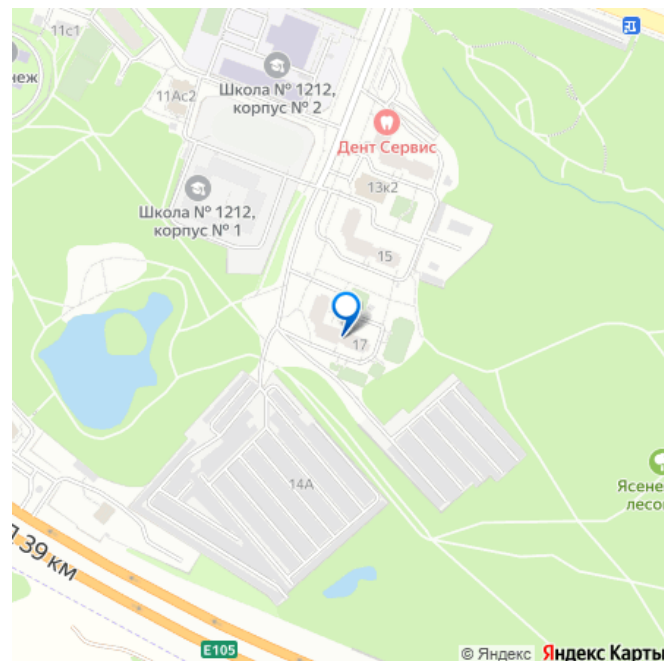 11с1
неж
11Ас2
Школа № 1212,
корпус № 2
Дент Сервис
13к2
Школа № 1212,
корпус № 1
15
17
14А
Ясене
лесо
39 км
E105
© Яндекс Яндекс Карты